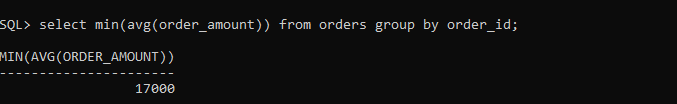 SQL> select min(avg(order_amount)) from orders group by order_id;
MIN(AVG(ORDER_AMOUNT))
----------------------
17000